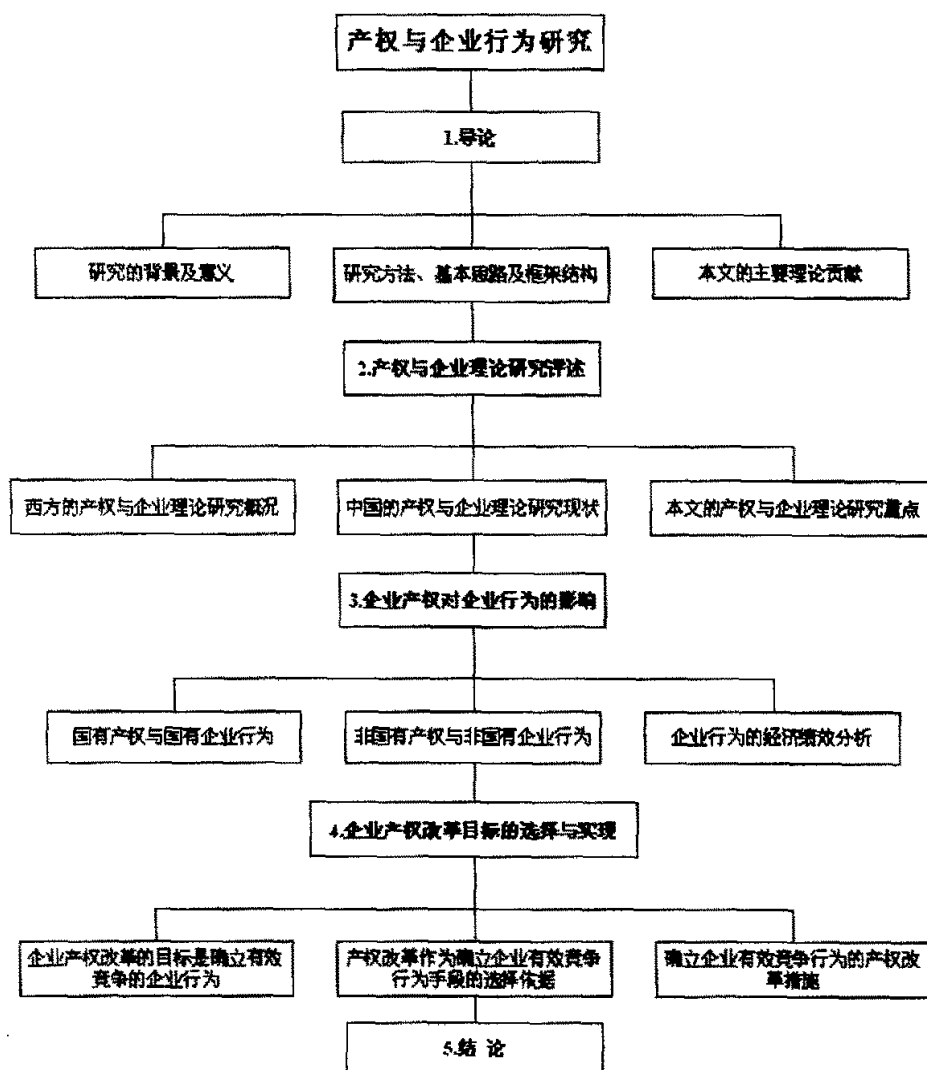 产权与企业行为研究
1.导论
研究的背景及意义
研究方法、基本思路及框架结构
本文的主要理论贡献
2.产权与企业理论研究评述
西方的产权与企业理论研究概况
中国的产权与企业理论研究现状
本文的产权与企业理论研究重点
3.企业产权对企业行为的影响
国有产权与国有企业行为
非国有产权与非国有企业行为
企业行为的经济绩效分析
4.企业产权改革目标的选择与实现
企业产权改革的目标是确立有效
竞争的企业行为
产权改革作为确立企业有效竞争
行为手段的选择依据
确立企业有效竞争行为的产权改
革措施
5.结 论